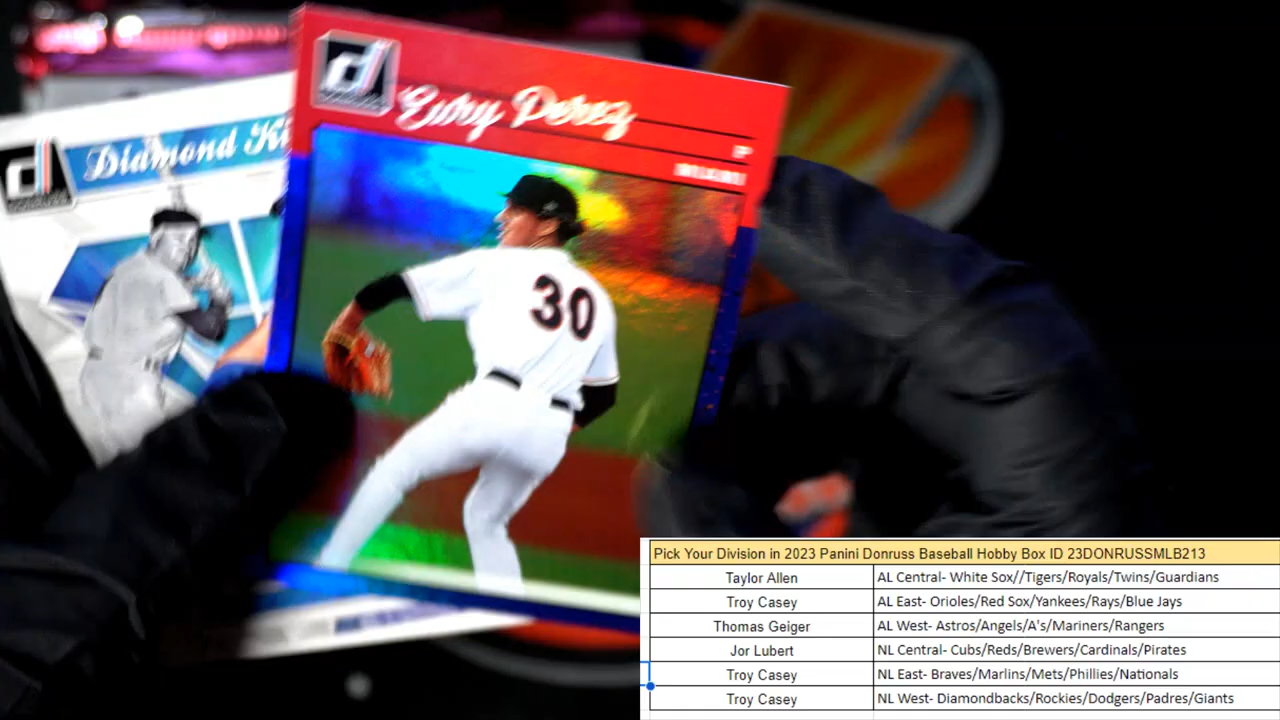 Eury Perez
P
MIAMI
d
d
Diamond Ki
30
Pick Your Division in 2023 Panini Donruss Baseball Hobby Box ID 23DONRUSSMLB213
Taylor Allen AL Central- White Sox//Tigers/Royals/Twins/Guardians
Troy Casey AL East- Orioles/Red Sox/Yankees/Rays/Blue Jays
Thomas Geiger AL West- Astros/Angels/A's/Mariners/Rangers
Jor Lubert NL Central- Cubs/Reds/Brewers/Cardinals/Pirates
Troy Casey NL East- Braves/Marlins/Mets/Phillies/Nationals
Troy Casey NL West- Diamondbacks/Rockies/Dodgers/Padres/Giants